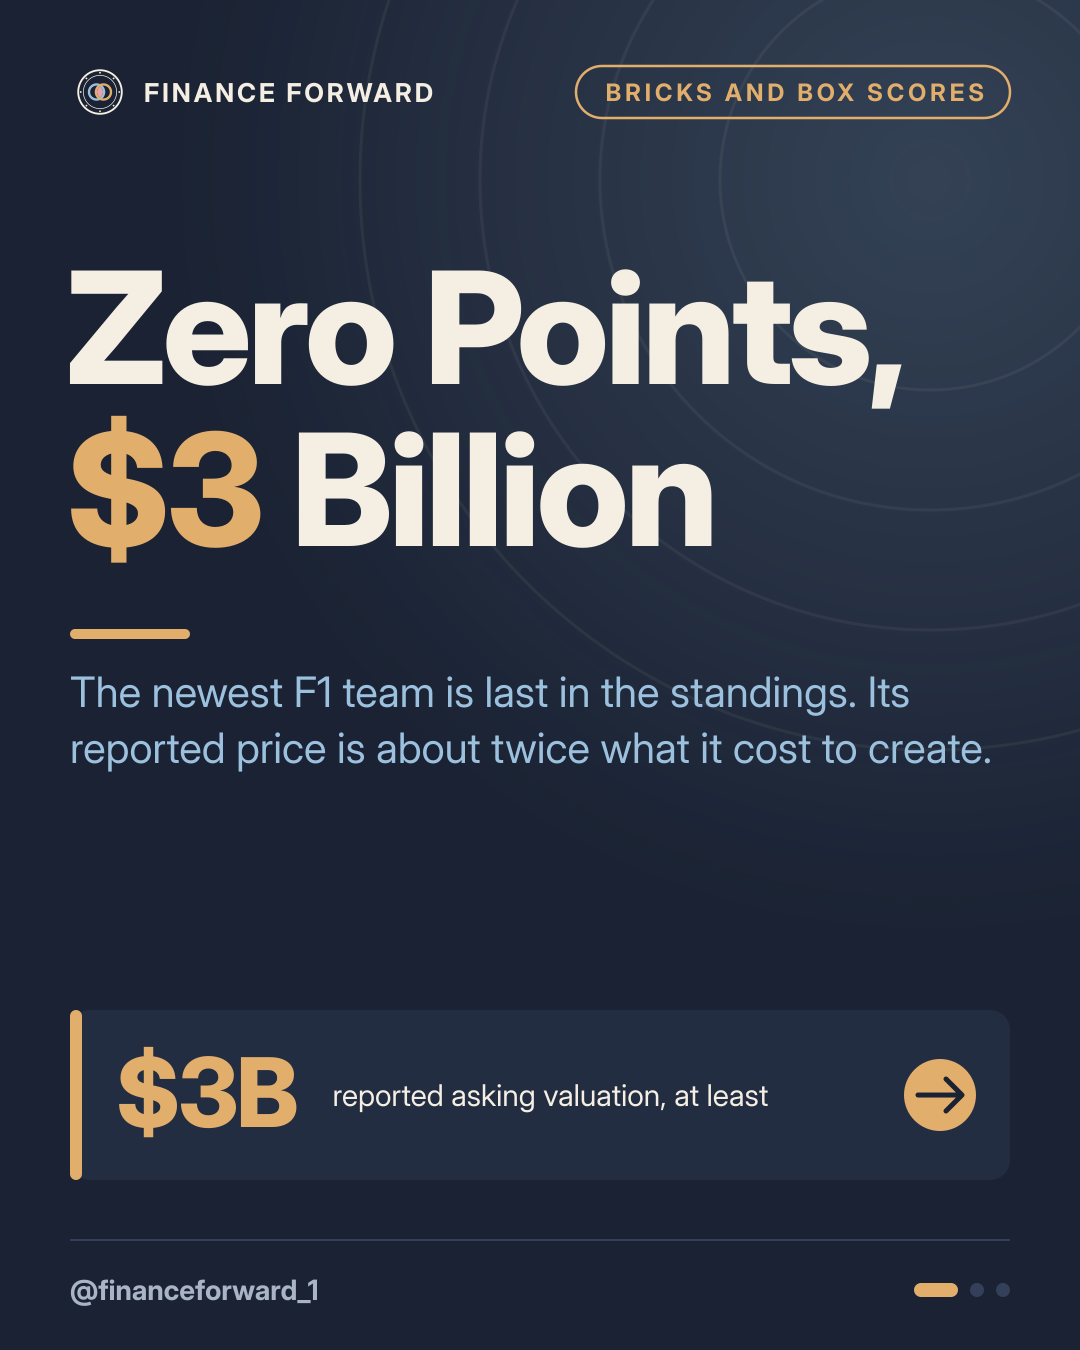 FINANCE FORWARD
BRICKS AND BOX SCORES
Zero Points,
$3 Billion
The newest F1 team is last in the standings. Its
reported price is about twice what it cost to create.
$3B
reported asking valuation, at least
@financeforward_1